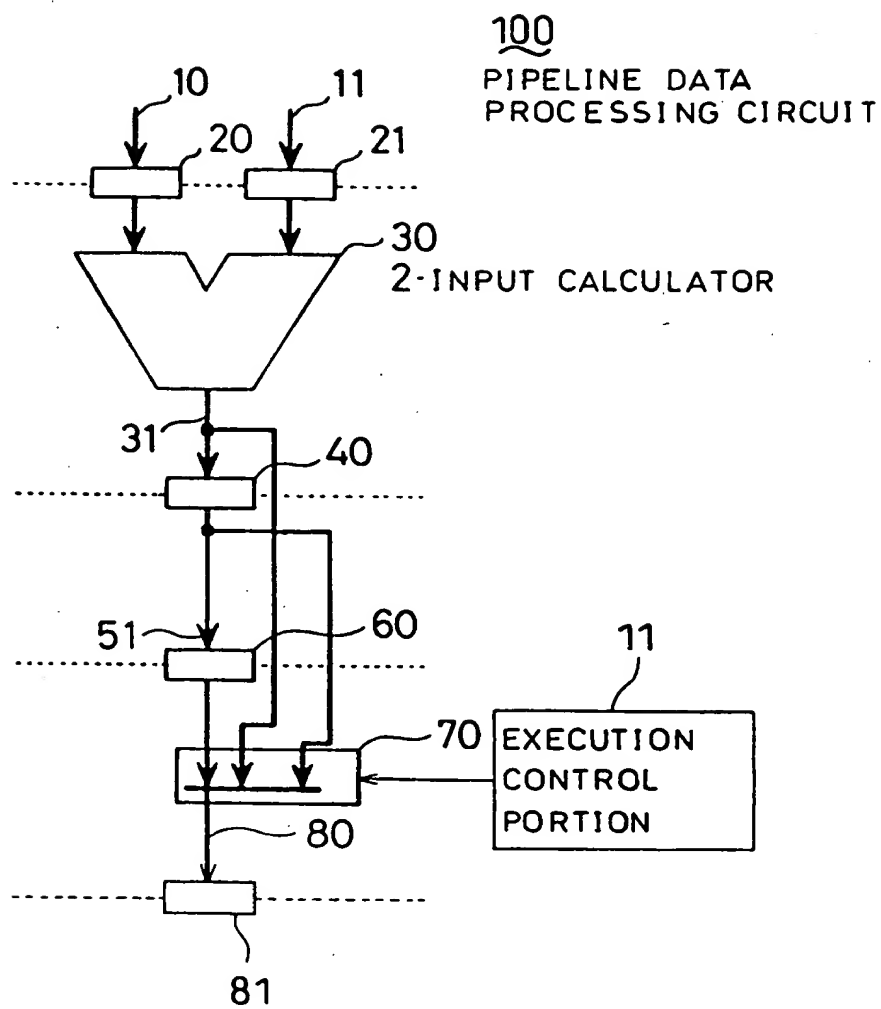 100
PIPELINE DATA
PROCESSING CIRCUIT
10
11
20
21
30
2-INPUT CALCULATOR
31
40
51
60
11
70
EXECUTION
CONTROL
PORTION
80
81